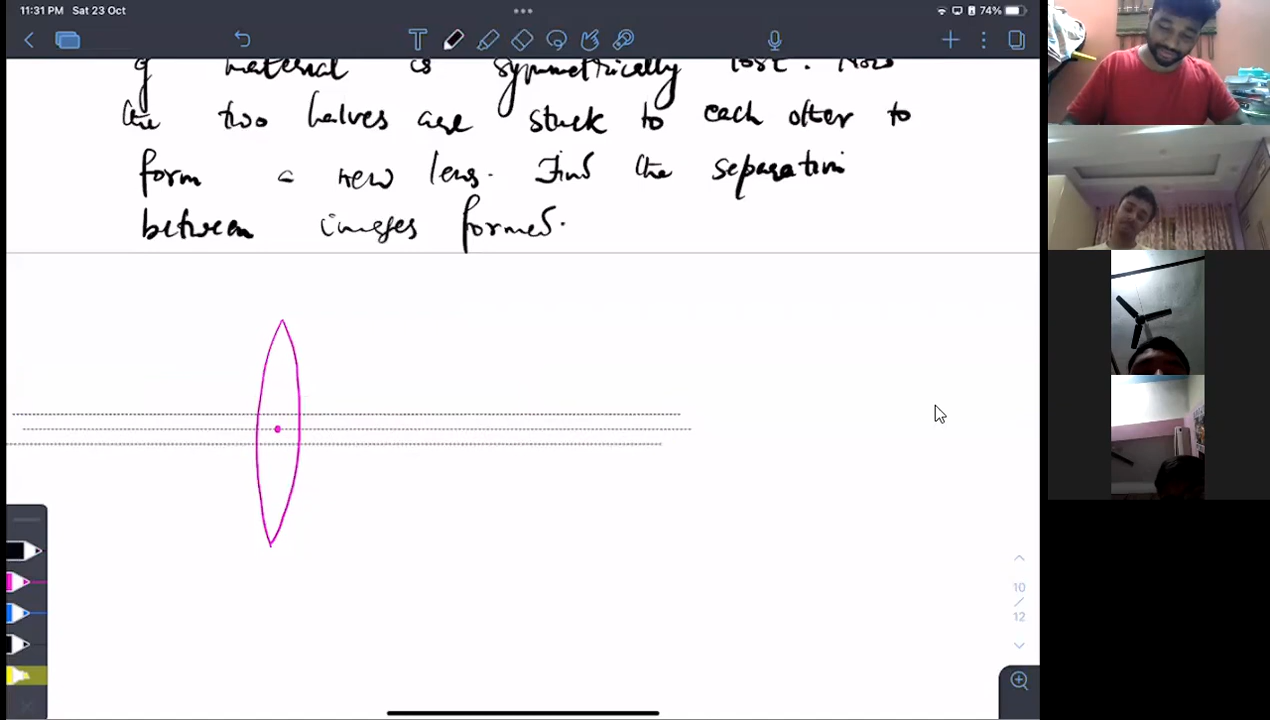 11:31 PM Sat 23 Oct 74%
of material is symmetrically lost. Now
the two halves are stuck to each other to
form a new lens. Find the separation
between images formed.
10
/
12